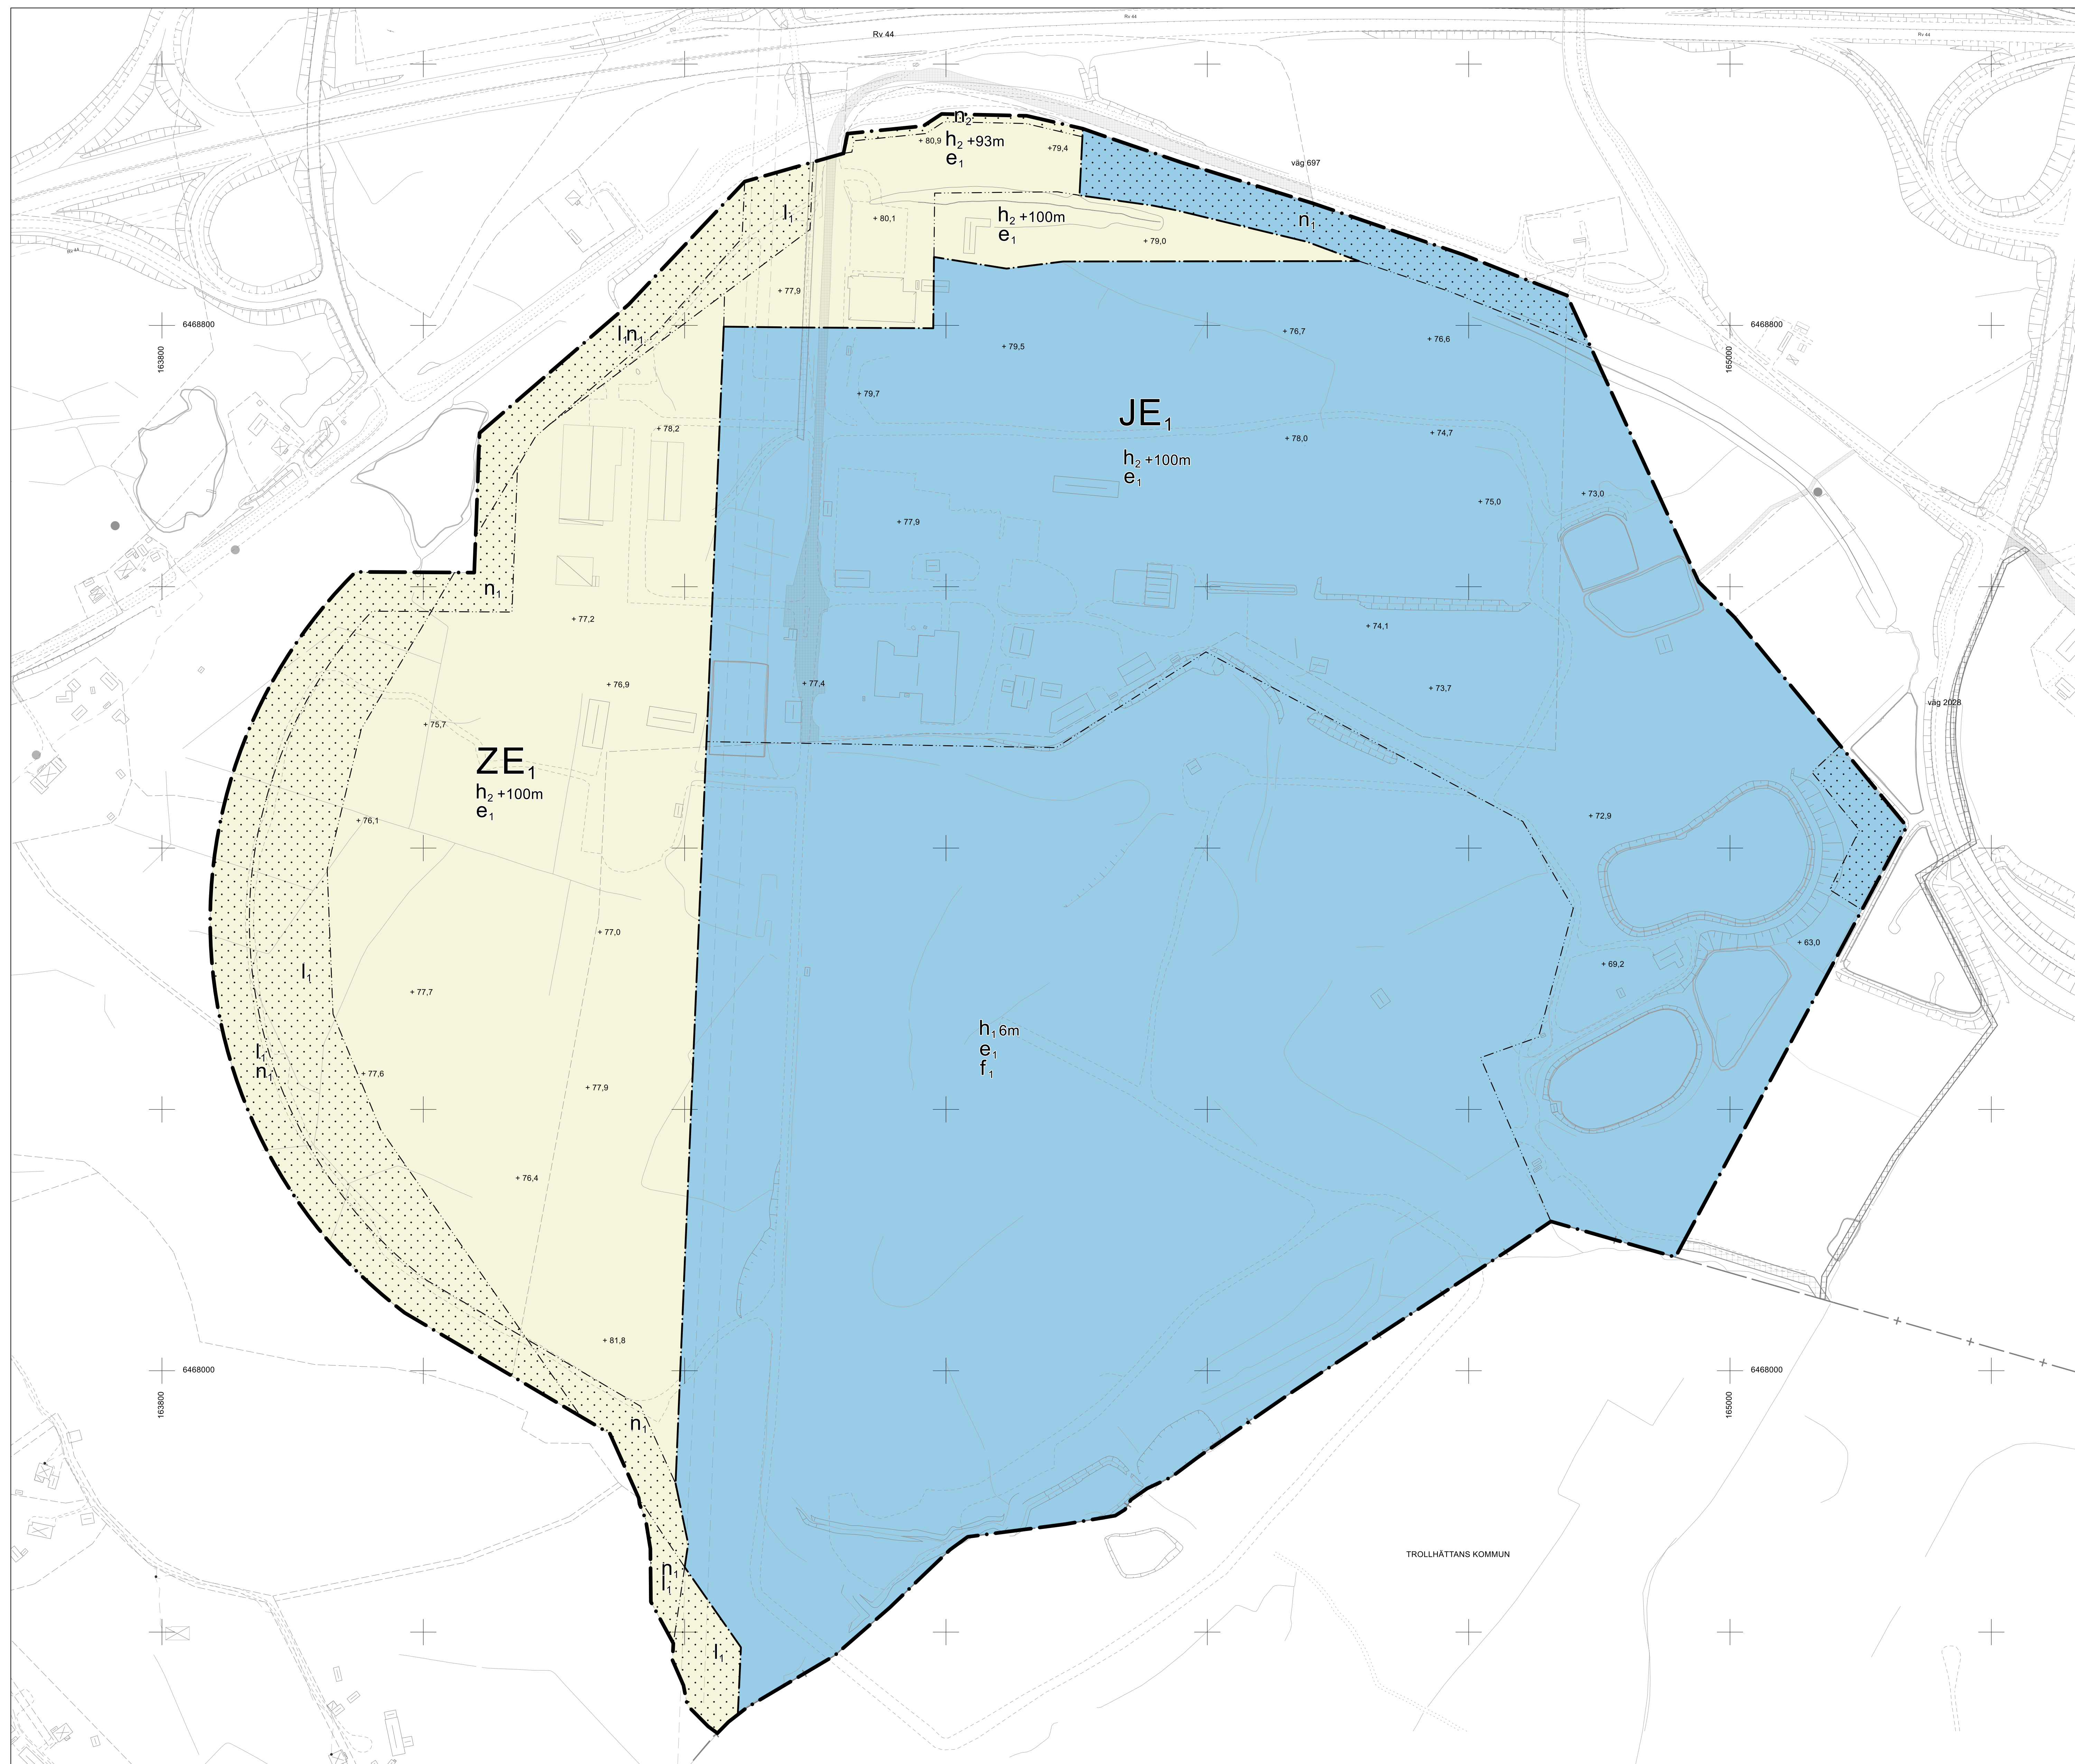 Rv 44
Rv 44
Rv 44
Rv 44
n₂
+ 80,9
h₂ +93m
+79,4
e₁
väg 697
l₁
+ 80,1
h₂ +100m
e₁
n₁
+ 79,0
+ 77,9
6468800
l₁n₁
+ 76,7
+ 76,6
6468800
163800
+ 79,5
165000
+ 79,7
JE₁
+ 78,2
+ 78,0
+ 74,7
h₂ +100m
e₁
+ 75,0
+ 73,0
+ 77,9
n₁
+ 77,2
+ 74,1
+ 76,9
+ 77,4
+ 73,7
väg 2028
+ 75,7
ZE₁
h₂ +100m
e₁
+ 76,1
+ 72,9
+ 77,0
+ 63,0
l₁
+ 69,2
+ 77,7
h₁ 6m
e₁
f₁
l₁
n₁
+ 77,6
+ 77,9
+ 76,4
+ 81,8
6468000
6468000
163800
165000
n₁
TROLLHÄTTANS KOMMUN
n₁
l₁
l₁